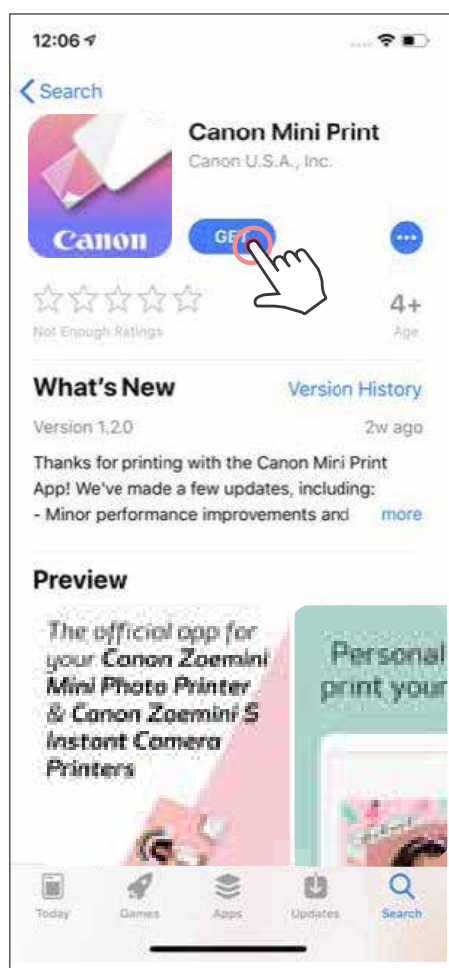 12:06
Search
Canon Mini Print
Canon U.S.A., Inc.
Canon
GET
4+
Not Enough Ratings
Age
What's New
Version History
Version 1.2.0
2w ago
Thanks for printing with the Canon Mini Print
App! We've made a few updates, including:
- Minor performance improvements and
more
Preview
The official app for
your Canon Zoemini
Mini Photo Printer
& Canon Zoemini S
Instant Camera
Printers
Personal
print your
Today
Games
Apps
Updates
Search